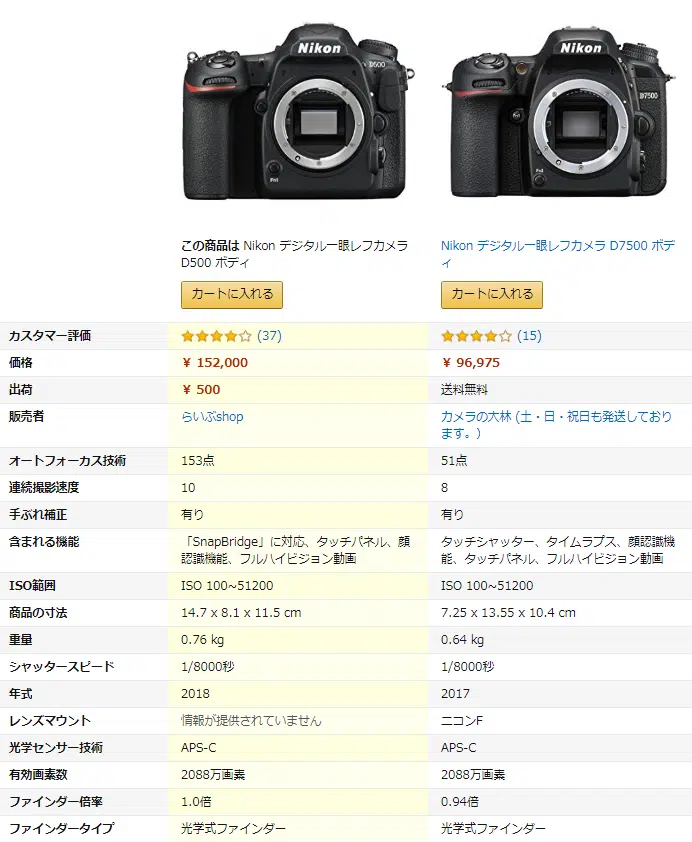 Nikon
D500
Fn1
Nikon
D7500
Fn2
この商品は Nikon デジタル一眼レフカメラ
D500 ボディ
Nikon デジタル一眼レフカメラ D7500 ボデ
ィ
カートに入れる
カートに入れる
カスタマー評価 (37) (15)
価格 ￥ 152,000 ￥ 96,975
出荷 ￥ 500 送料無料
販売者 らいぶshop カメラの大林 (土・日・祝日も発送しており
ます。)
オートフォーカス技術 153点 51点
連続撮影速度 10 8
手ぶれ補正 有り 有り
含まれる機能 「SnapBridge」に対応、タッチパネル、顔 タッチシャッター、タイムラプス、顔認識機
認識機能、フルハイビジョン動画 能、タッチパネル、フルハイビジョン動画
ISO範囲 ISO 100~51200 ISO 100~51200
商品の寸法 14.7 x 8.1 x 11.5 cm 7.25 x 13.55 x 10.4 cm
重量 0.76 kg 0.64 kg
シャッタースピード 1/8000秒 1/8000秒
年式 2018 2017
レンズマウント 情報が提供されていません ニコンF
光学センサー技術 APS-C APS-C
有効画素数 2088万画素 2088万画素
ファインダー倍率 1.0倍 0.94倍
ファインダータイプ 光学式ファインダー 光学式ファインダー